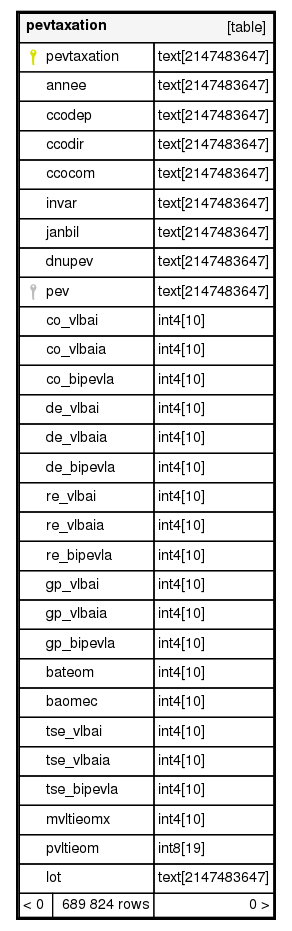 pevtaxation [table]
pevtaxation text[2147483647]
annee text[2147483647]
ccodep text[2147483647]
ccodir text[2147483647]
ccocom text[2147483647]
invar text[2147483647]
janbil text[2147483647]
dnupev text[2147483647]
pev text[2147483647]
co_vlbai int4[10]
co_vlbaia int4[10]
co_bipevla int4[10]
de_vlbai int4[10]
de_vlbaia int4[10]
de_bipevla int4[10]
re_vlbai int4[10]
re_vlbaia int4[10]
re_bipevla int4[10]
gp_vlbai int4[10]
gp_vlbaia int4[10]
gp_bipevla int4[10]
bateom int4[10]
baomec int4[10]
tse_vlbai int4[10]
tse_vlbaia int4[10]
tse_bipevla int4[10]
mvltieomx int4[10]
pvltieom int8[19]
lot text[2147483647]
< 0 689 824 rows 0 >